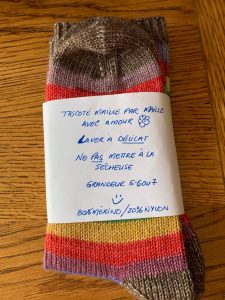 TRICOTÉ MAILLE PAR MAILLE
AVEC AMOUR
LAVER À DÉLICAT
NE PAS METTRE À LA
SÉCHEUSE
GRANDEUR 5-6 OU 7
80% MÉRINO/20% NYLON